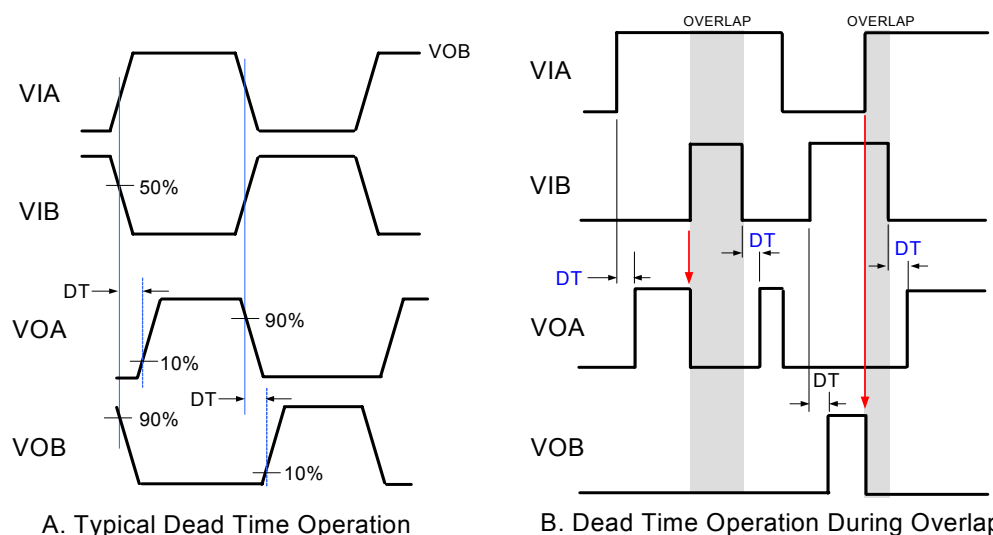 OVERLAP
OVERLAP
VOB
VIA
VIA
50%
VIB
VIB
DT
DT
DT
DT
VOA
90%
VOA
10%
DT
DT
90%
VOB
VOB
10%
A. Typical Dead Time Operation
B. Dead Time Operation During Overlap